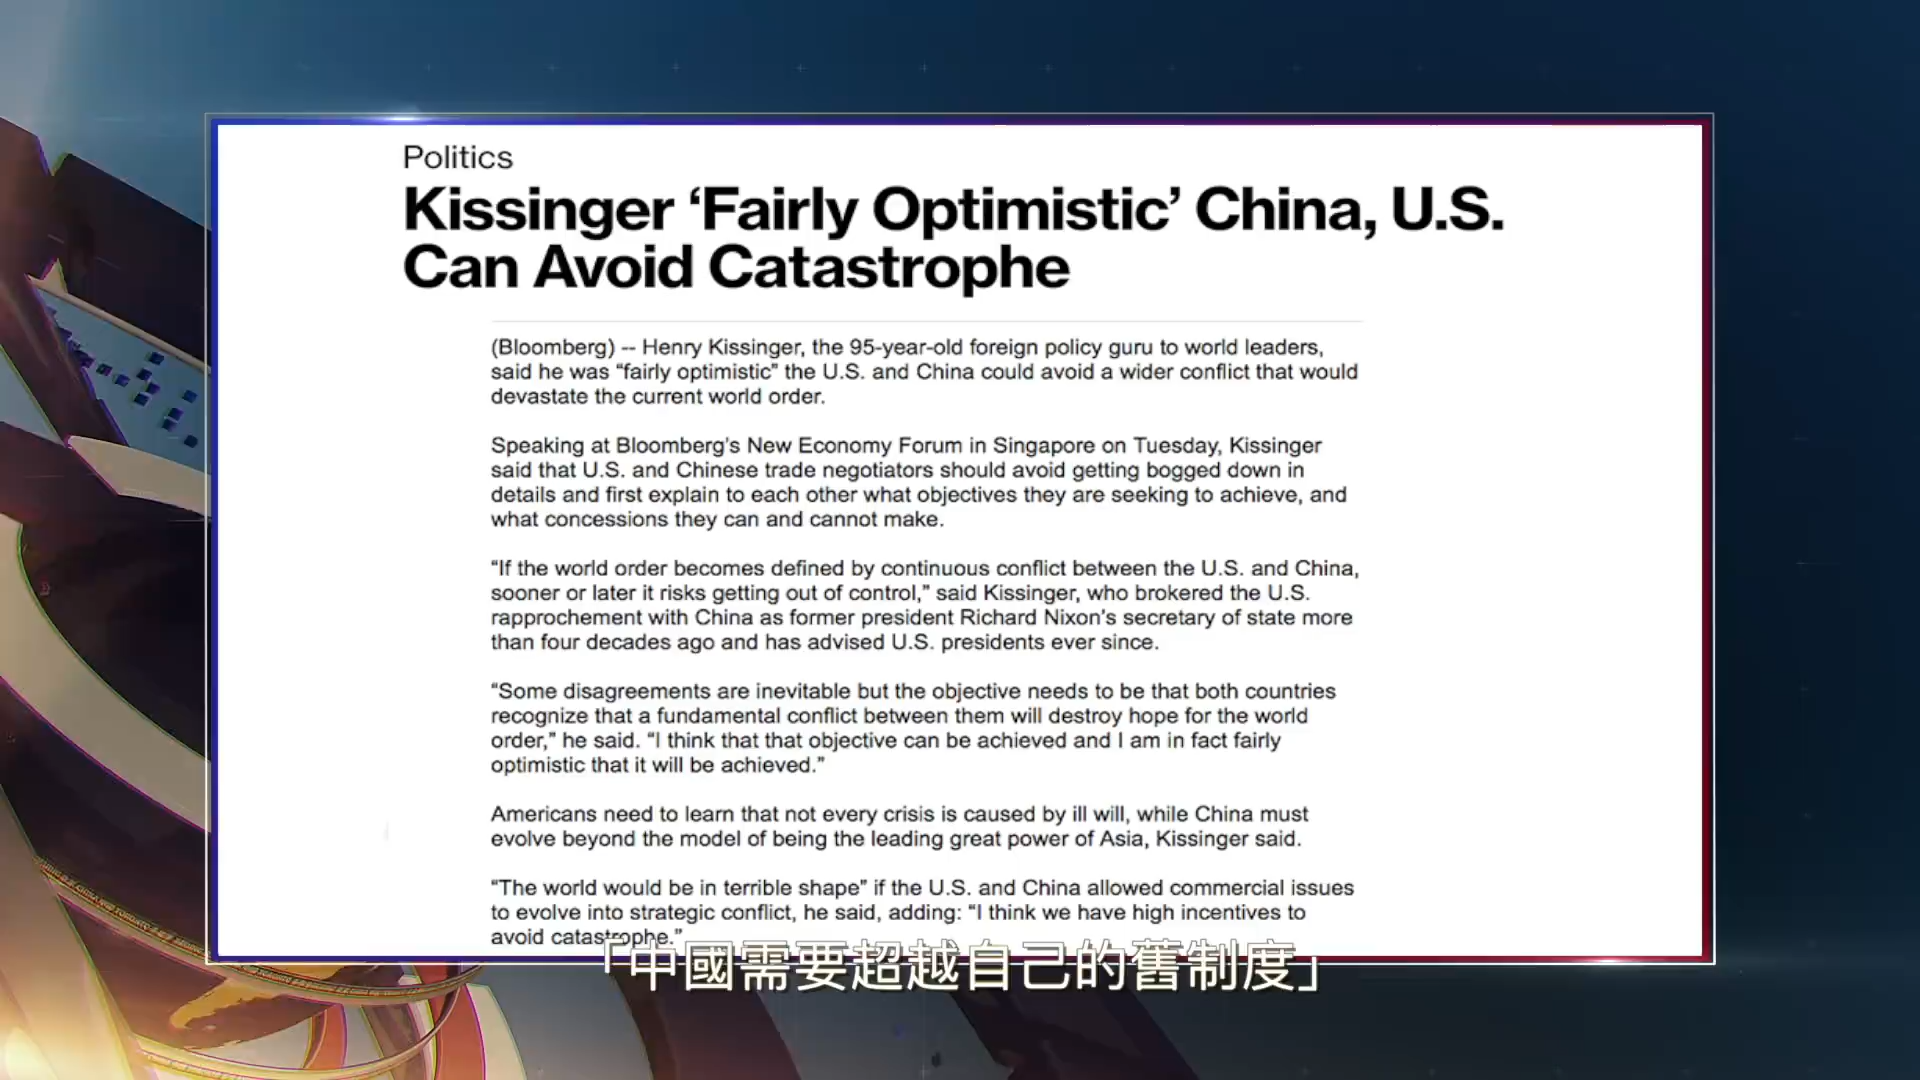 Politics
Kissinger ‘Fairly Optimistic’ China, U.S.
Can Avoid Catastrophe
(Bloomberg) -- Henry Kissinger, the 95-year-old foreign policy guru to world leaders,
said he was “fairly optimistic” the U.S. and China could avoid a wider conflict that would
devastate the current world order.
Speaking at Bloomberg’s New Economy Forum in Singapore on Tuesday, Kissinger
said that U.S. and Chinese trade negotiators should avoid getting bogged down in
details and first explain to each other what objectives they are seeking to achieve, and
what concessions they can and cannot make.
“If the world order becomes defined by continuous conflict between the U.S. and China,
sooner or later it risks getting out of control,” said Kissinger, who brokered the U.S.
rapprochement with China as former president Richard Nixon’s secretary of state more
than four decades ago and has advised U.S. presidents ever since.
“Some disagreements are inevitable but the objective needs to be that both countries
recognize that a fundamental conflict between them will destroy hope for the world
order,” he said. “I think that that objective can be achieved and I am in fact fairly
optimistic that it will be achieved.”
Americans need to learn that not every crisis is caused by ill will, while China must
evolve beyond the model of being the leading great power of Asia, Kissinger said.
“The world would be in terrible shape” if the U.S. and China allowed commercial issues
to evolve into strategic conflict, he said, adding: “I think we have high incentives to
avoid catastrophe.”
「中國需要超越自己的舊制度」